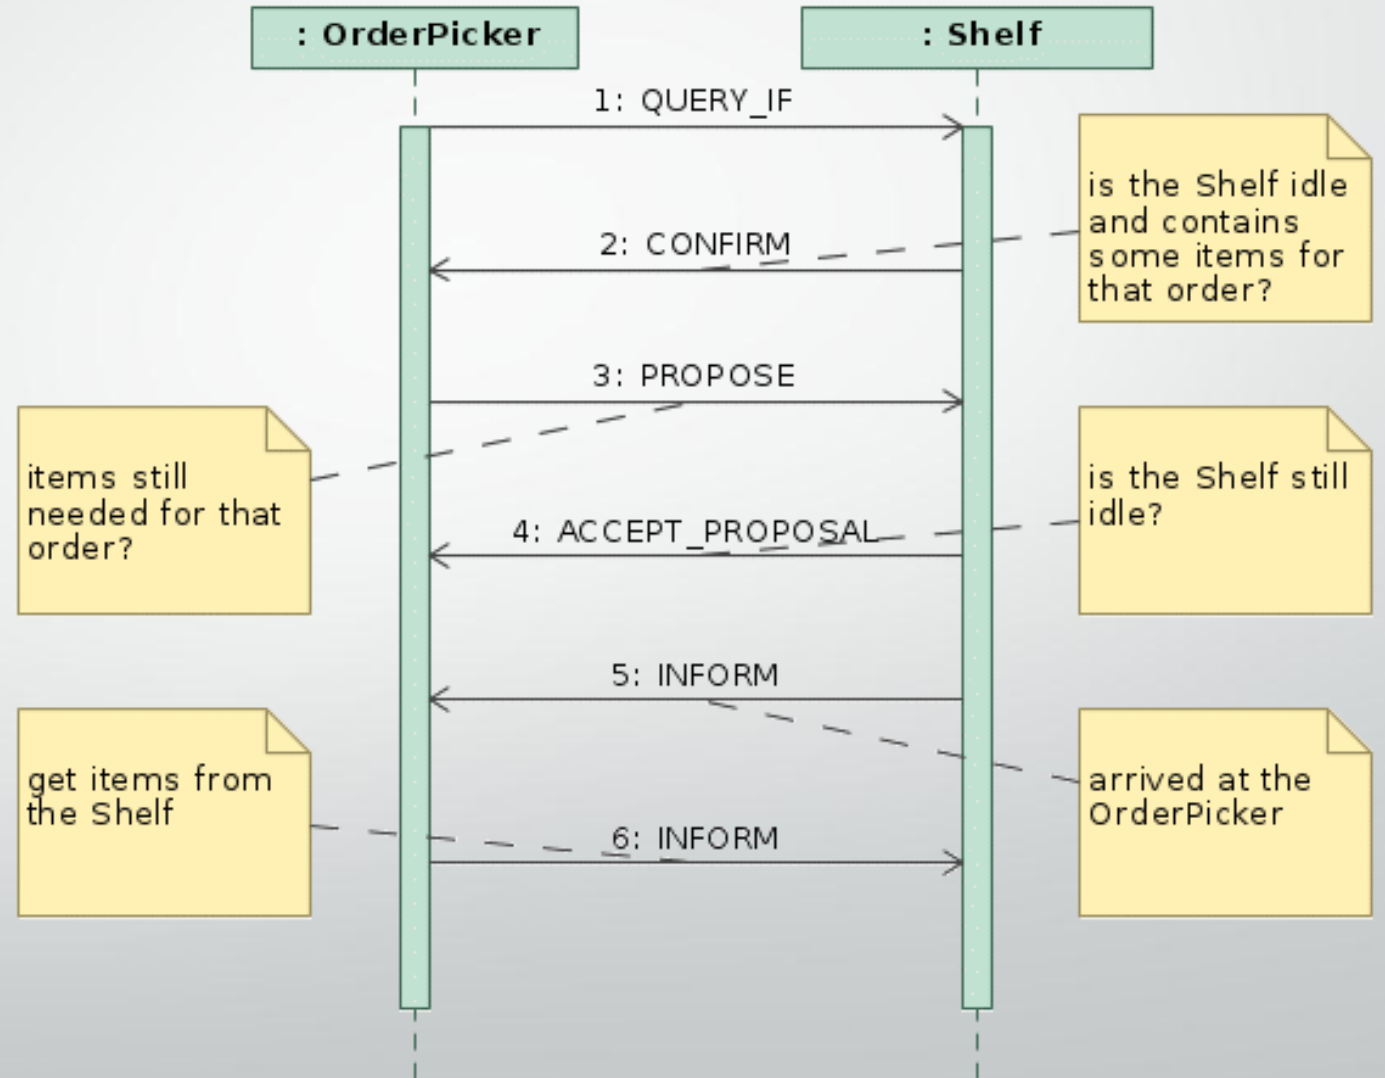 : OrderPicker
: Shelf
1: QUERY_IF
is the Shelf idle
and contains
some items for
that order?
2: CONFIRM
3: PROPOSE
items still
needed for that
order?
is the Shelf still
idle?
4: ACCEPT_PROPOSAL
5: INFORM
get items from
the Shelf
arrived at the
OrderPicker
6: INFORM